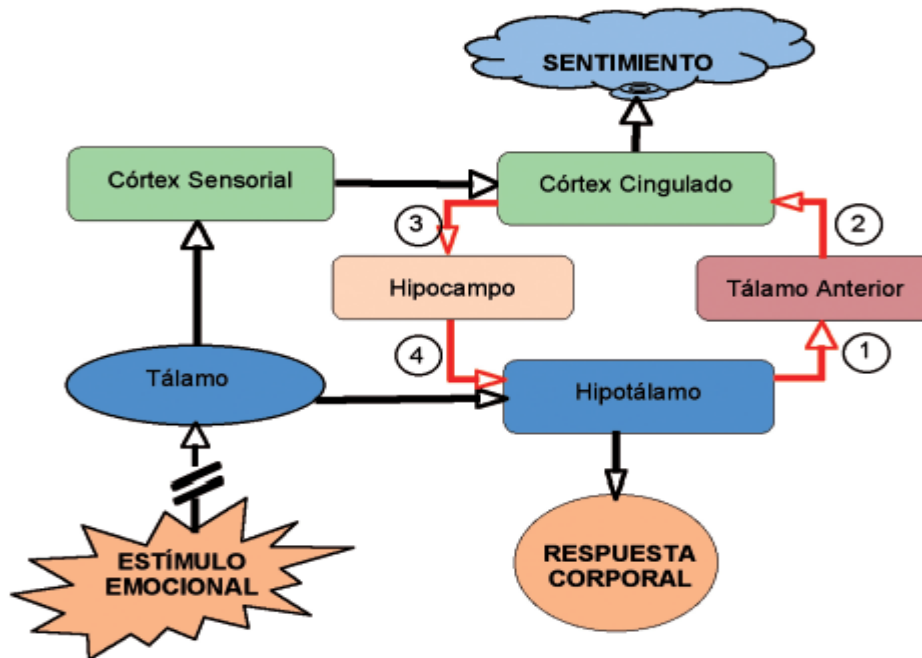 SENTIMIENTO
Córtex Sensorial
Córtex Cingulado
3
2
Hipocampo
Tálamo Anterior
4
1
Tálamo
Hipotálamo
ESTÍMULO
EMOCIONAL
RESPUESTA
CORPORAL